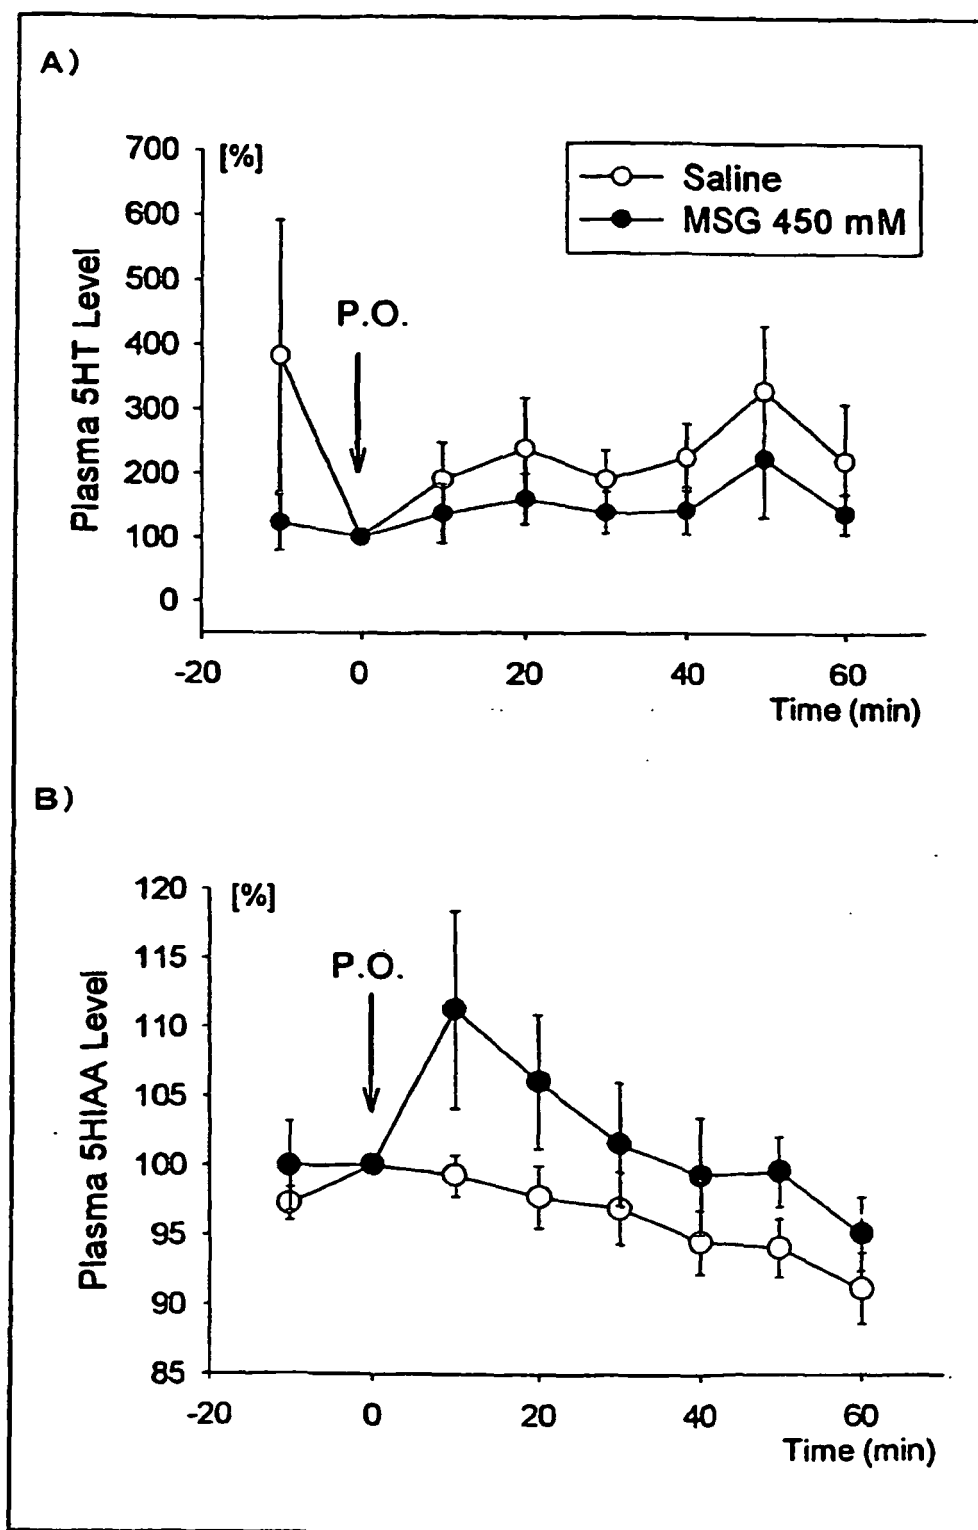 A)
[%]
Plasma 5HT Level
700
600
500
400
300
200
100
0
Saline
MSG 450 mM
P.O.
-20 0 20 40 60
Time (min)
B)
[%]
Plasma 5HIAA Level
120
115
110
105
100
95
90
85
P.O.
-20 0 20 40 60
Time (min)